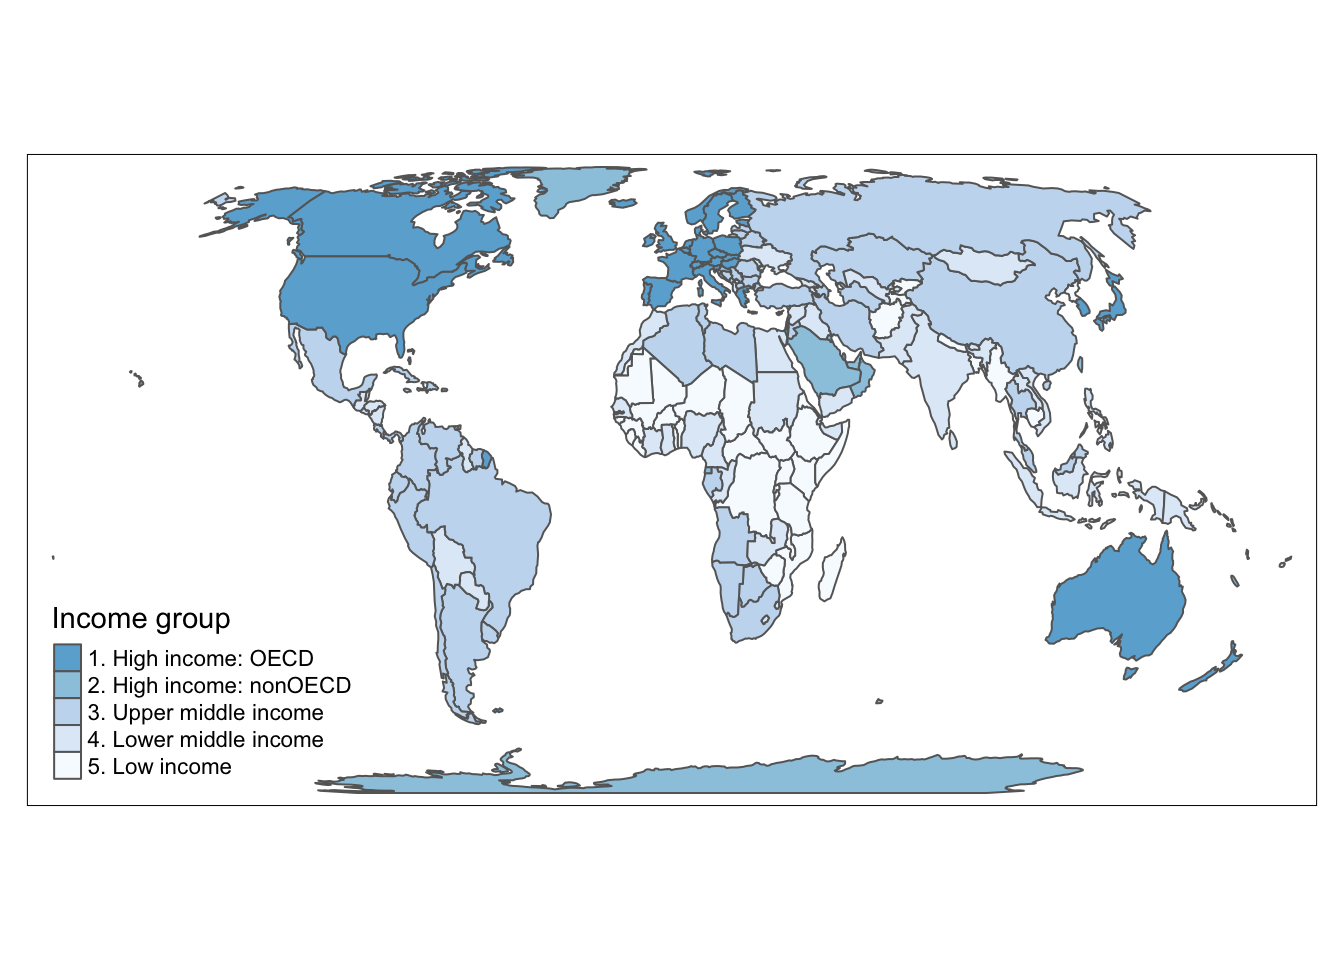 Income group
1. High income: OECD
2. High income: nonOECD
3. Upper middle income
4. Lower middle income
5. Low income